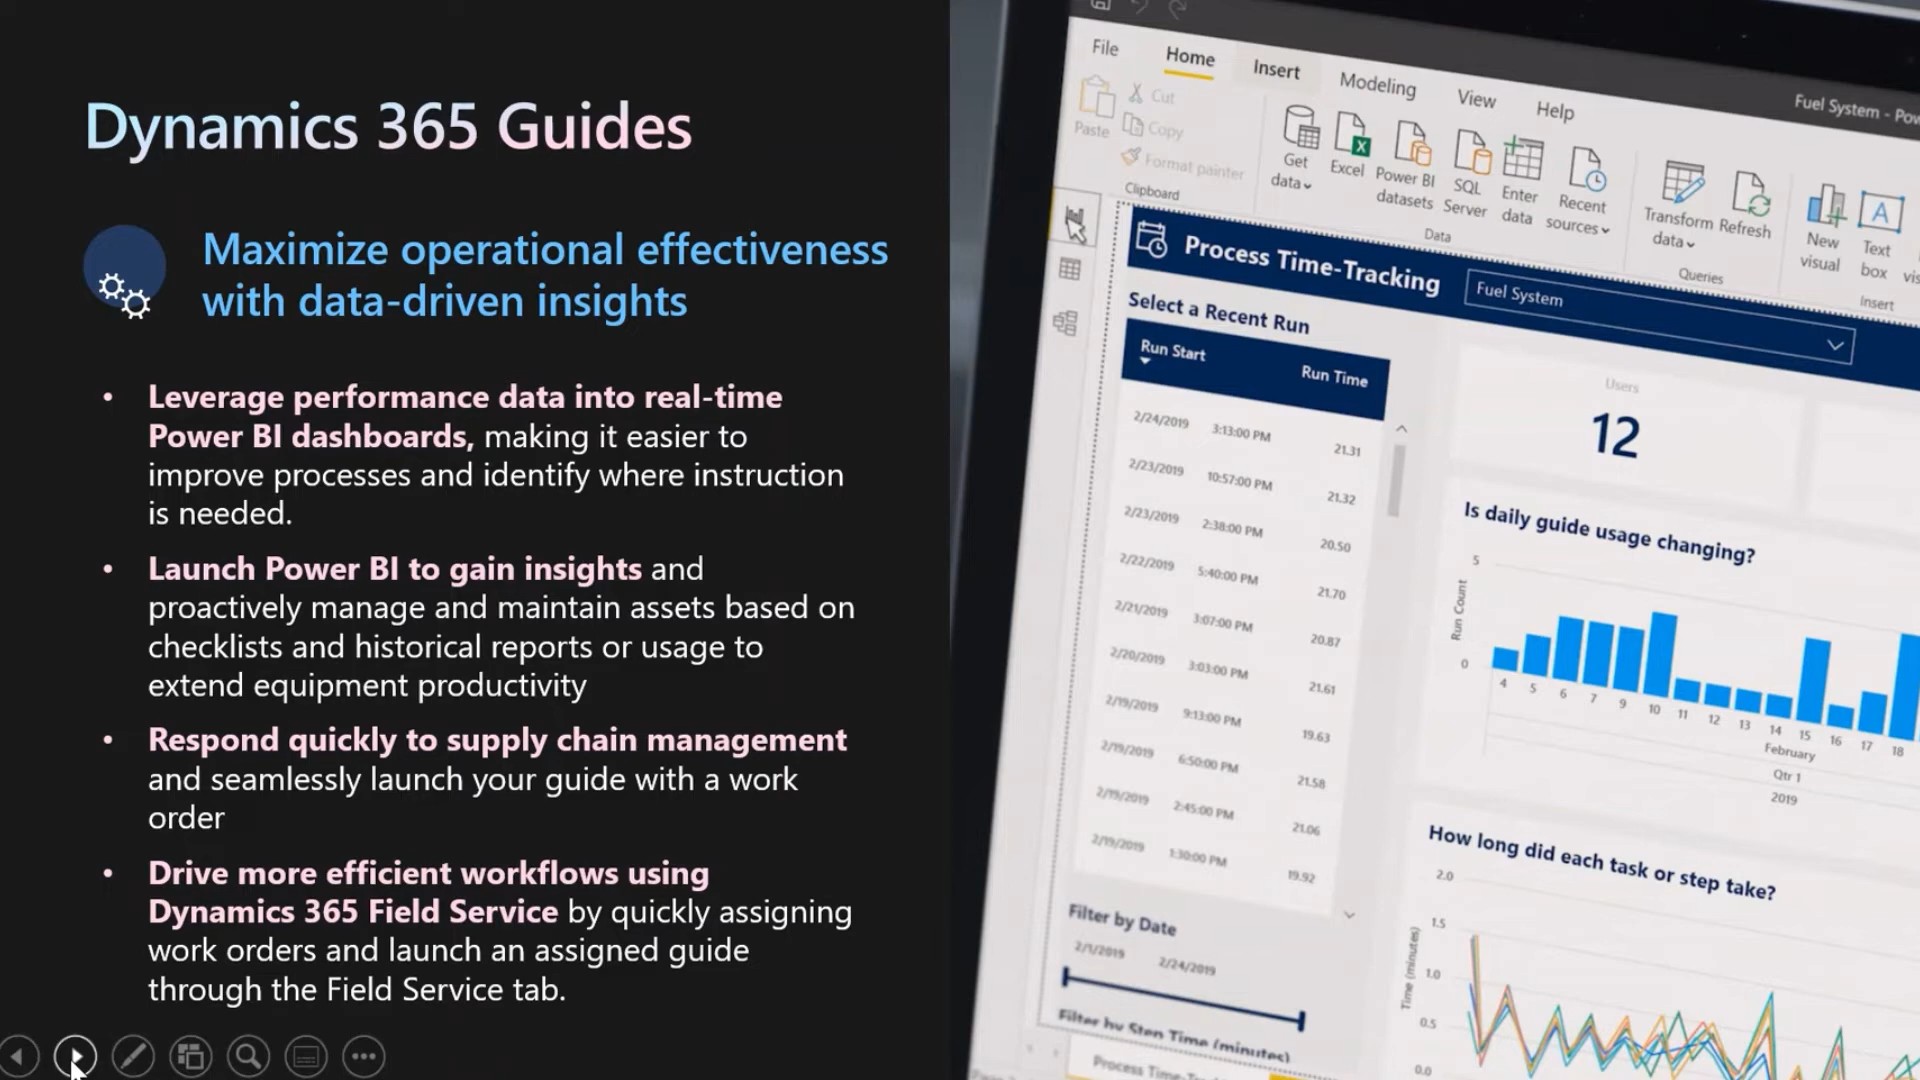 Dynamics 365 Guides
Maximize operational effectiveness
with data-driven insights
• Leverage performance data into real-time
Power BI dashboards, making it easier to
improve processes and identify where instruction
is needed.
• Launch Power BI to gain insights and
proactively manage and maintain assets based on
checklists and historical reports or usage to
extend equipment productivity
• Respond quickly to supply chain management
and seamlessly launch your guide with a work
order
• Drive more efficient workflows using
Dynamics 365 Field Service by quickly assigning
work orders and launch an assigned guide
through the Field Service tab.
Fuel System - Pow
File Home Insert Modeling View Help
Paste
Cut
Copy
Format painter
Clipboard
Get
data
Excel
Power BI
datasets
SQL
Server
Enter
data
Recent
sources
Data
Transform
data
Refresh
Queries
New
visual
Text
box
Insert
Process Time-Tracking
Fuel System
Select a Recent Run
Run Start Run Time
2/24/2019 3:13:00 PM 21.31
2/23/2019 10:57:00 PM 21.32
2/23/2019 2:38:00 PM 20.50
2/22/2019 5:40:00 PM 21.70
2/21/2019 3:07:00 PM 20.87
2/20/2019 3:03:00 PM 21.61
2/19/2019 9:13:00 PM 19.63
2/19/2019 6:50:00 PM 21.58
2/19/2019 2:45:00 PM 21.06
2/19/2019 1:30:00 PM 19.92
Filter by Date
2/1/2019 2/24/2019
Filter by Step Time (minutes)
Users
12
Is daily guide usage changing?
Run Count
5
0
4 5 6 7 9 10 11 12 13 14 15 16 17 18
February
Qtr 1
2019
How long did each task or step take?
Time (minutes)
2.0
1.5
1.0
0.5
0.0